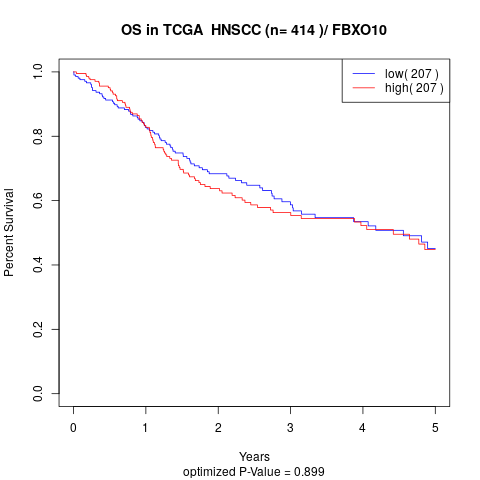 OS in TCGA HNSCC (n= 414 )/ FBXO10
low( 207 )
high( 207 )
Percent Survival
1.0
0.8
0.6
0.4
0.2
0.0
0 1 2 3 4 5
Years
optimized P-Value = 0.899